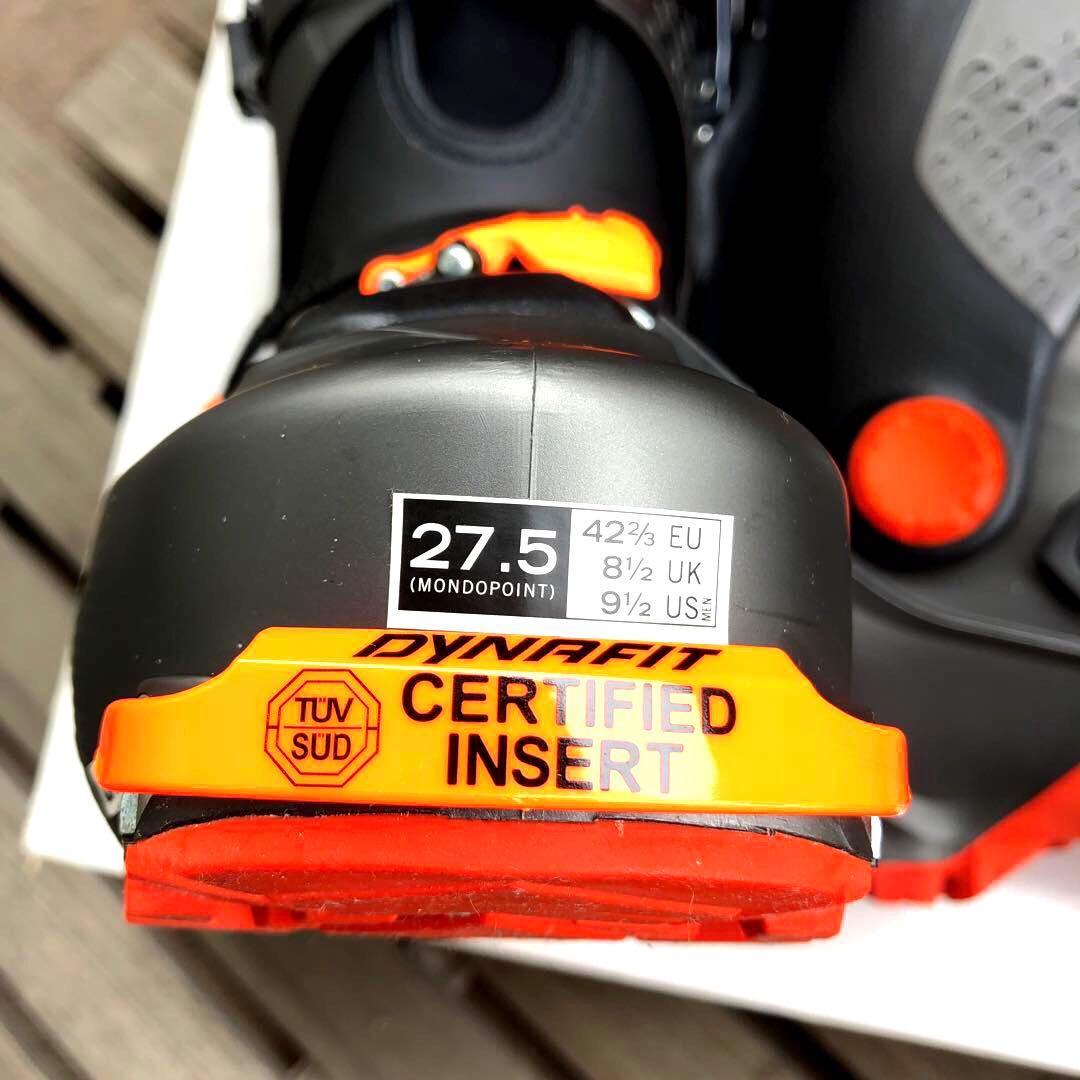 27.5
(MONDOPOINT)
42⅔ EU
8½ UK
9½ US MEN
DYNAFIT
CERTIFIED
INSERT
TÜV
SÜD